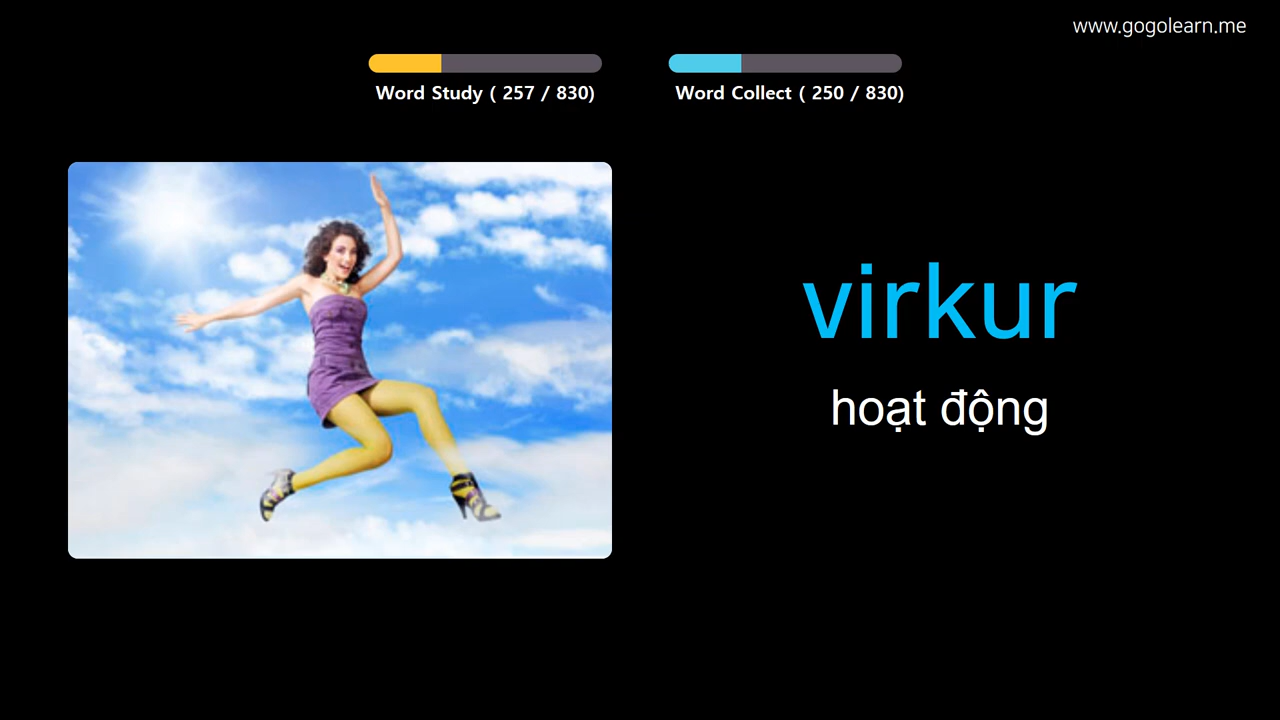 www.gogolearn.me
Word Study ( 257 / 830)
Word Collect ( 250 / 830)
virkur
hoạt động